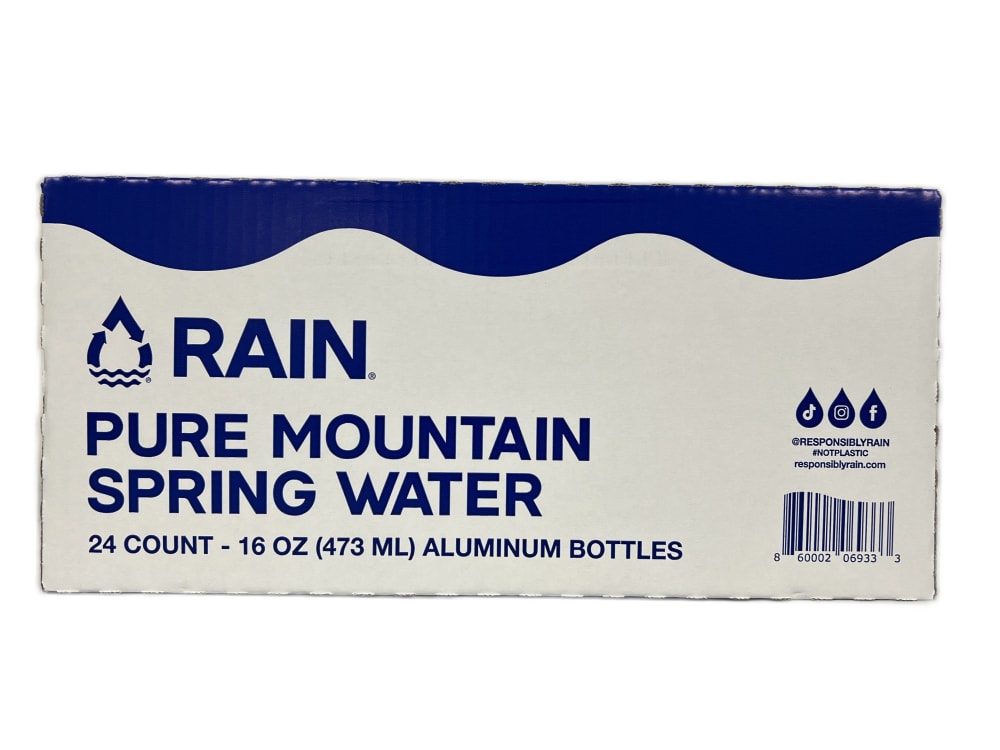 RAIN®
PURE MOUNTAIN
SPRING WATER
24 COUNT - 16 OZ (473 ML) ALUMINUM BOTTLES
@RESPONSIBLYRAIN
#NOTPLASTIC
responsiblyrain.com
8 60002 06933 3